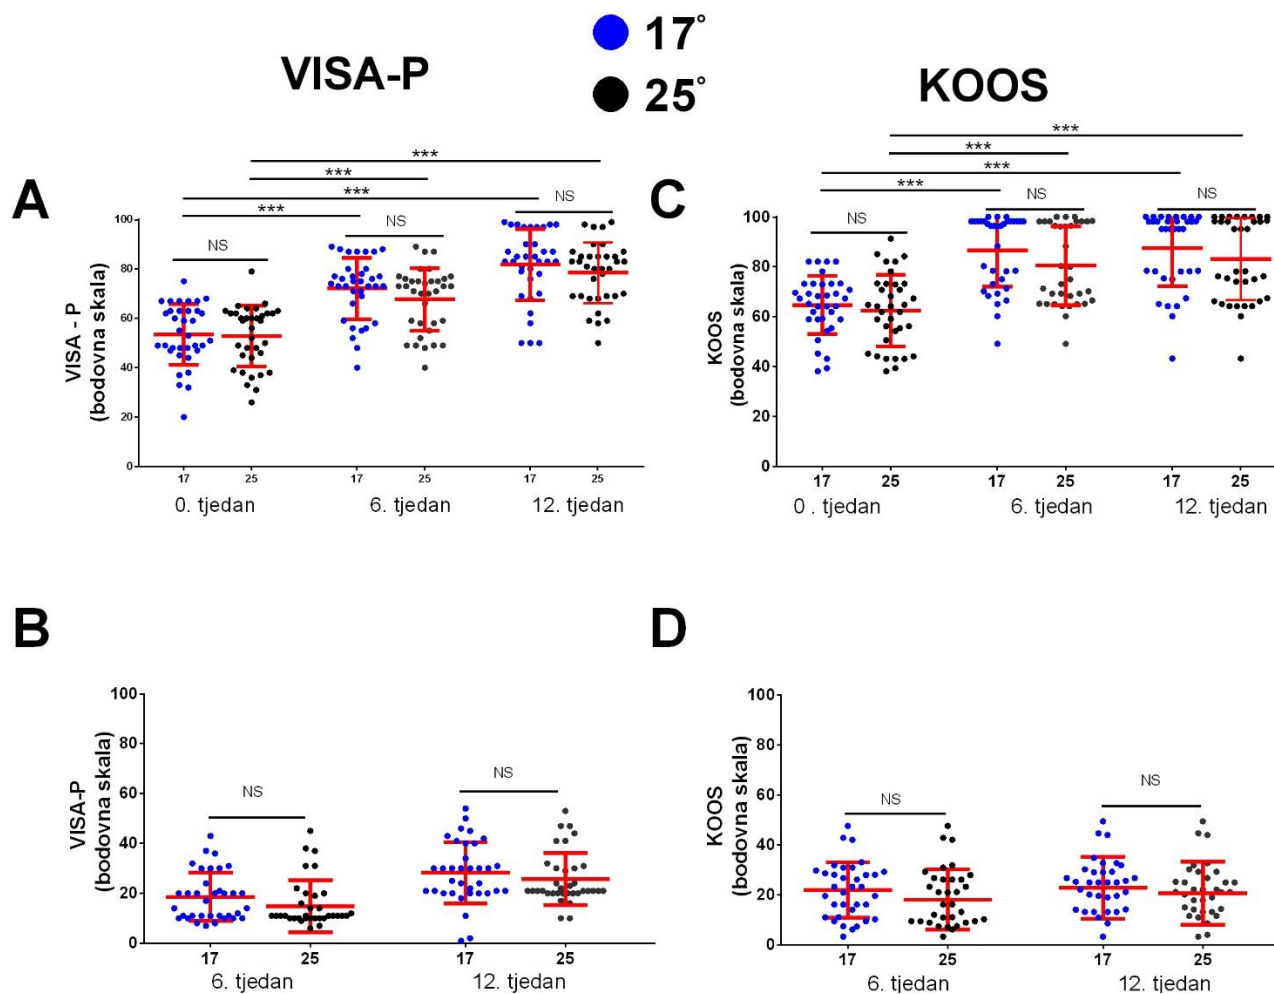 17°
25°
VISA-P
KOOS
A
VISA - P
(bodovna skala)
100
80
60
40
20
0
***
***
***
***
NS
NS
NS
17
25
17
25
17
25
0. tjedan
6. tjedan
12. tjedan
C
KOOS
(bodovna skala)
100
80
60
40
20
0
***
***
***
***
NS
NS
NS
17
25
17
25
17
25
0 . tjedan
6. tjedan
12. tjedan
B
VISA-P
(bodovna skala)
100
80
60
40
20
0
NS
NS
17
25
17
25
6. tjedan
12. tjedan
D
KOOS
(bodovna skala)
100
80
60
40
20
0
NS
NS
17
25
17
25
6. tjedan
12. tjedan